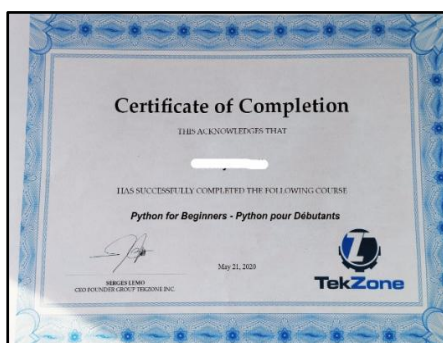 Certificate of Completion
THIS ACKNOWLEDGES THAT
HAS SUCCESSFULLY COMPLETED THE FOLLOWING COURSE
Python for Beginners - Python pour Débutants
May 21, 2020
SERGES LEMO
CEO FOUNDER GROUP TEKZONE INC.
TekZone